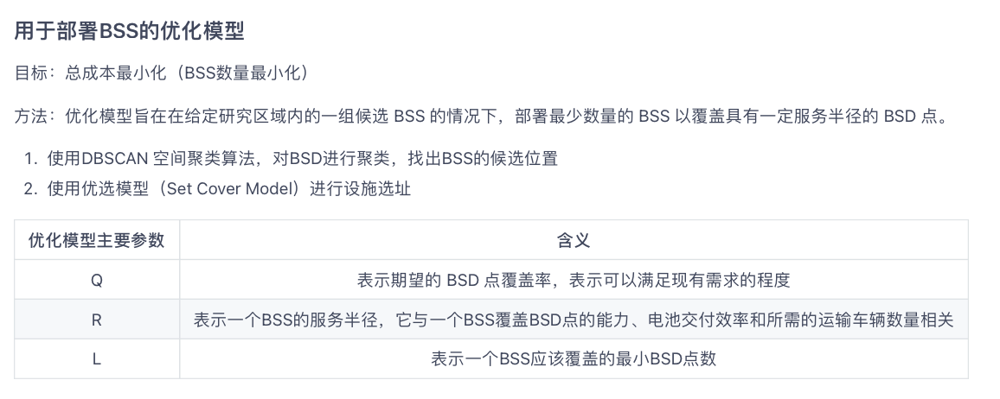 用于部署BSS的优化模型
目标：总成本最小化（BSS数量最小化）
方法：优化模型旨在在给定研究区域内的一组候选 BSS 的情况下，部署最少数量的 BSS 以覆盖具有一定服务半径的 BSD 点。
1. 使用DBSCAN 空间聚类算法，对BSD进行聚类，找出BSS的候选位置
2. 使用优选模型（Set Cover Model）进行设施选址
优化模型主要参数 含义
Q 表示期望的 BSD 点覆盖率，表示可以满足现有需求的程度
R 表示一个BSS的服务半径，它与一个BSS覆盖BSD点的能力、电池交付效率和所需的运输车辆数量相关
L 表示一个BSS应该覆盖的最小BSD点数